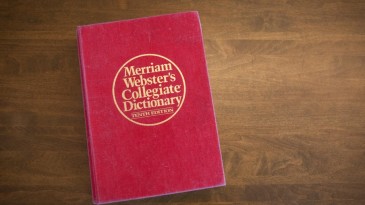 Merriam
Webster's
Collegiate®
Dictionary
TENTH EDITION